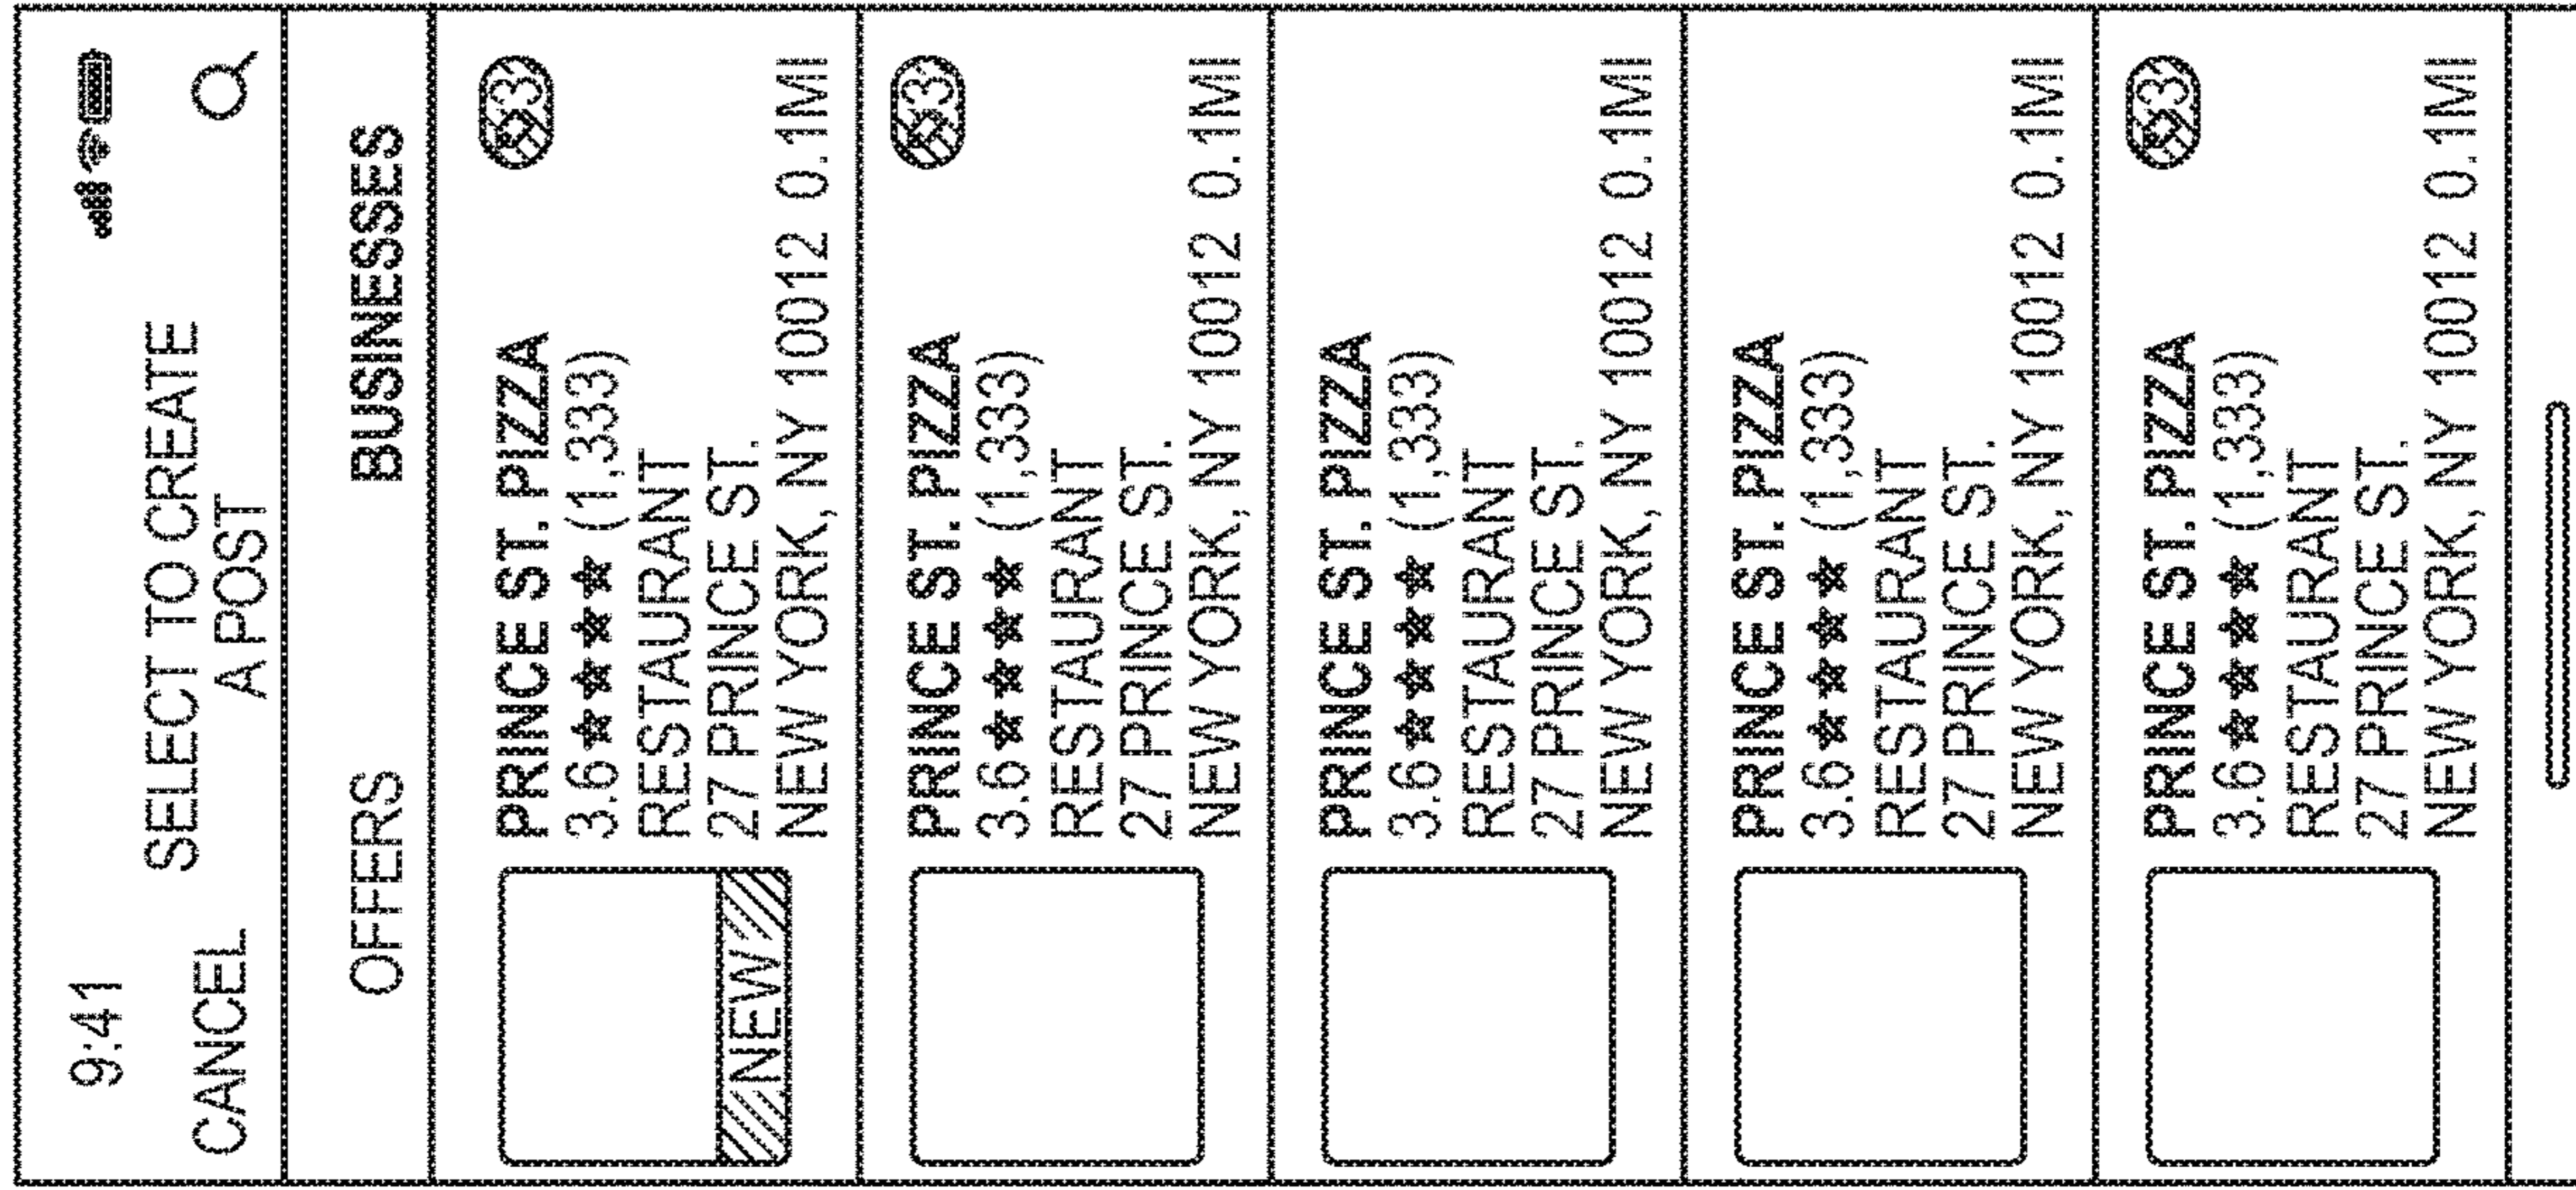 9:41
SELECT TO CREATE
CANCEL
A POST
OFFERS BUSINESSES
PRINCE ST. PIZZA 3
3.6 ★★★★ (1,333)
RESTAURANT
27 PRINCE ST.
NEW YORK, NY 10012 0.1MI
NEW
PRINCE ST. PIZZA 3
3.6 ★★★★ (1,333)
RESTAURANT
27 PRINCE ST.
NEW YORK, NY 10012 0.1MI
PRINCE ST. PIZZA
3.6 ★★★★ (1,333)
RESTAURANT
27 PRINCE ST.
NEW YORK, NY 10012 0.1MI
PRINCE ST. PIZZA
3.6 ★★★★ (1,333)
RESTAURANT
27 PRINCE ST.
NEW YORK, NY 10012 0.1MI
PRINCE ST. PIZZA 3
3.6 ★★★★ (1,333)
RESTAURANT
27 PRINCE ST.
NEW YORK, NY 10012 0.1MI